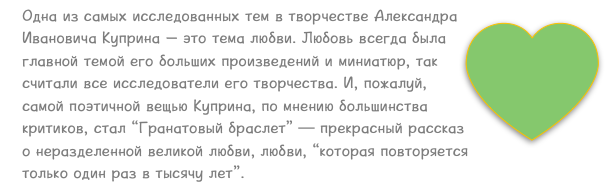 Одна из самых исследованных тем в творчестве Александра
Ивановича Куприна — это тема любви. Любовь всегда была
главной темой его больших произведений и миниатюр, так
считали все исследователи его творчества. И, пожалуй,
самой поэтичной вещью Куприна, по мнению большинства
критиков, стал “Гранатовый браслет” — прекрасный рассказ
о неразделенной великой любви, любви, “которая повторяется
только один раз в тысячу лет”.